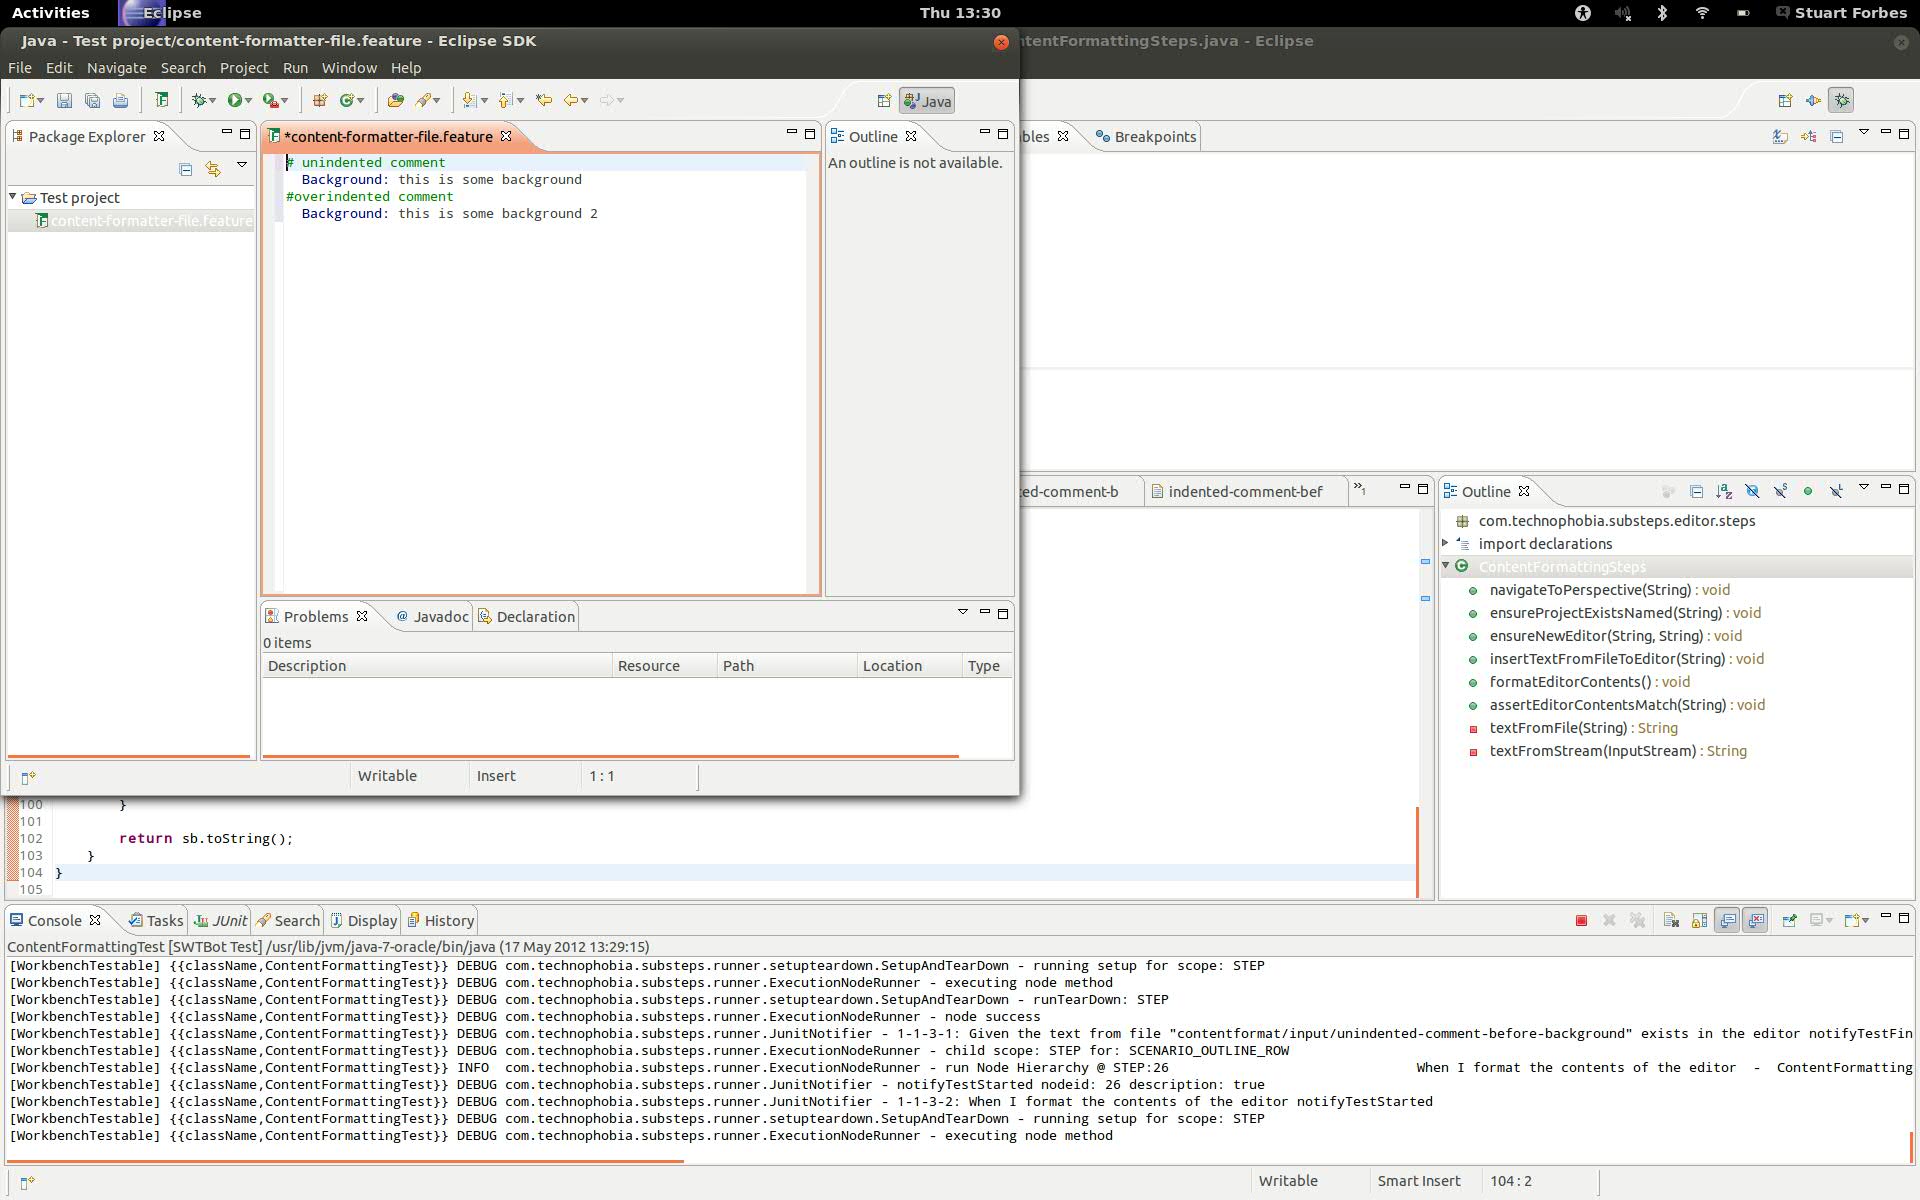 Activities
Eclipse
Thu 13:30
Stuart Forbes
Java - Test project/content-formatter-file.feature - Eclipse SDK
ntentFormattingSteps.java - Eclipse
File Edit Navigate Search Project Run Window Help
Java
Package Explorer
*content-formatter-file.feature
Outline
bles
Breakpoints
Test project
content-formatter-file.feature
# unindented comment
Background: this is some background
#overindented comment
Background: this is some background 2
An outline is not available.
ted-comment-b
indented-comment-bef
»1
Outline
com.technophobia.substeps.editor.steps
import declarations
ContentFormattingSteps
navigateToPerspective(String) : void
ensureProjectExistsNamed(String) : void
ensureNewEditor(String, String) : void
insertTextFromFileToEditor(String) : void
formatEditorContents() : void
assertEditorContentsMatch(String) : void
textFromFile(String) : String
textFromStream(InputStream) : String
Problems
@ Javadoc
Declaration
0 items
Description Resource Path Location Type
Writable Insert 1 : 1
100 }
101
102 return sb.toString();
103 }
104 }
105
Console Tasks JUnit Search Display History
ContentFormattingTest [SWTBot Test] /usr/lib/jvm/java-7-oracle/bin/java (17 May 2012 13:29:15)
[WorkbenchTestable] {{className,ContentFormattingTest}} DEBUG com.technophobia.substeps.runner.setupteardown.SetupAndTearDown - running setup for scope: STEP
[WorkbenchTestable] {{className,ContentFormattingTest}} DEBUG com.technophobia.substeps.runner.ExecutionNodeRunner - executing node method
[WorkbenchTestable] {{className,ContentFormattingTest}} DEBUG com.technophobia.substeps.runner.setupteardown.SetupAndTearDown - runTearDown: STEP
[WorkbenchTestable] {{className,ContentFormattingTest}} DEBUG com.technophobia.substeps.runner.ExecutionNodeRunner - node success
[WorkbenchTestable] {{className,ContentFormattingTest}} DEBUG com.technophobia.substeps.runner.JunitNotifier - 1-1-3-1: Given the text from file "contentformat/input/unindented-comment-before-background" exists in the editor notifyTestFin
[WorkbenchTestable] {{className,ContentFormattingTest}} DEBUG com.technophobia.substeps.runner.ExecutionNodeRunner - child scope: STEP for: SCENARIO_OUTLINE_ROW
[WorkbenchTestable] {{className,ContentFormattingTest}} INFO com.technophobia.substeps.runner.ExecutionNodeRunner - run Node Hierarchy @ STEP:26 When I format the contents of the editor - ContentFormatting
[WorkbenchTestable] {{className,ContentFormattingTest}} DEBUG com.technophobia.substeps.runner.JunitNotifier - notifyTestStarted nodeid: 26 description: true
[WorkbenchTestable] {{className,ContentFormattingTest}} DEBUG com.technophobia.substeps.runner.JunitNotifier - 1-1-3-2: When I format the contents of the editor notifyTestStarted
[WorkbenchTestable] {{className,ContentFormattingTest}} DEBUG com.technophobia.substeps.runner.setupteardown.SetupAndTearDown - running setup for scope: STEP
[WorkbenchTestable] {{className,ContentFormattingTest}} DEBUG com.technophobia.substeps.runner.ExecutionNodeRunner - executing node method
Writable Smart Insert 104 : 2